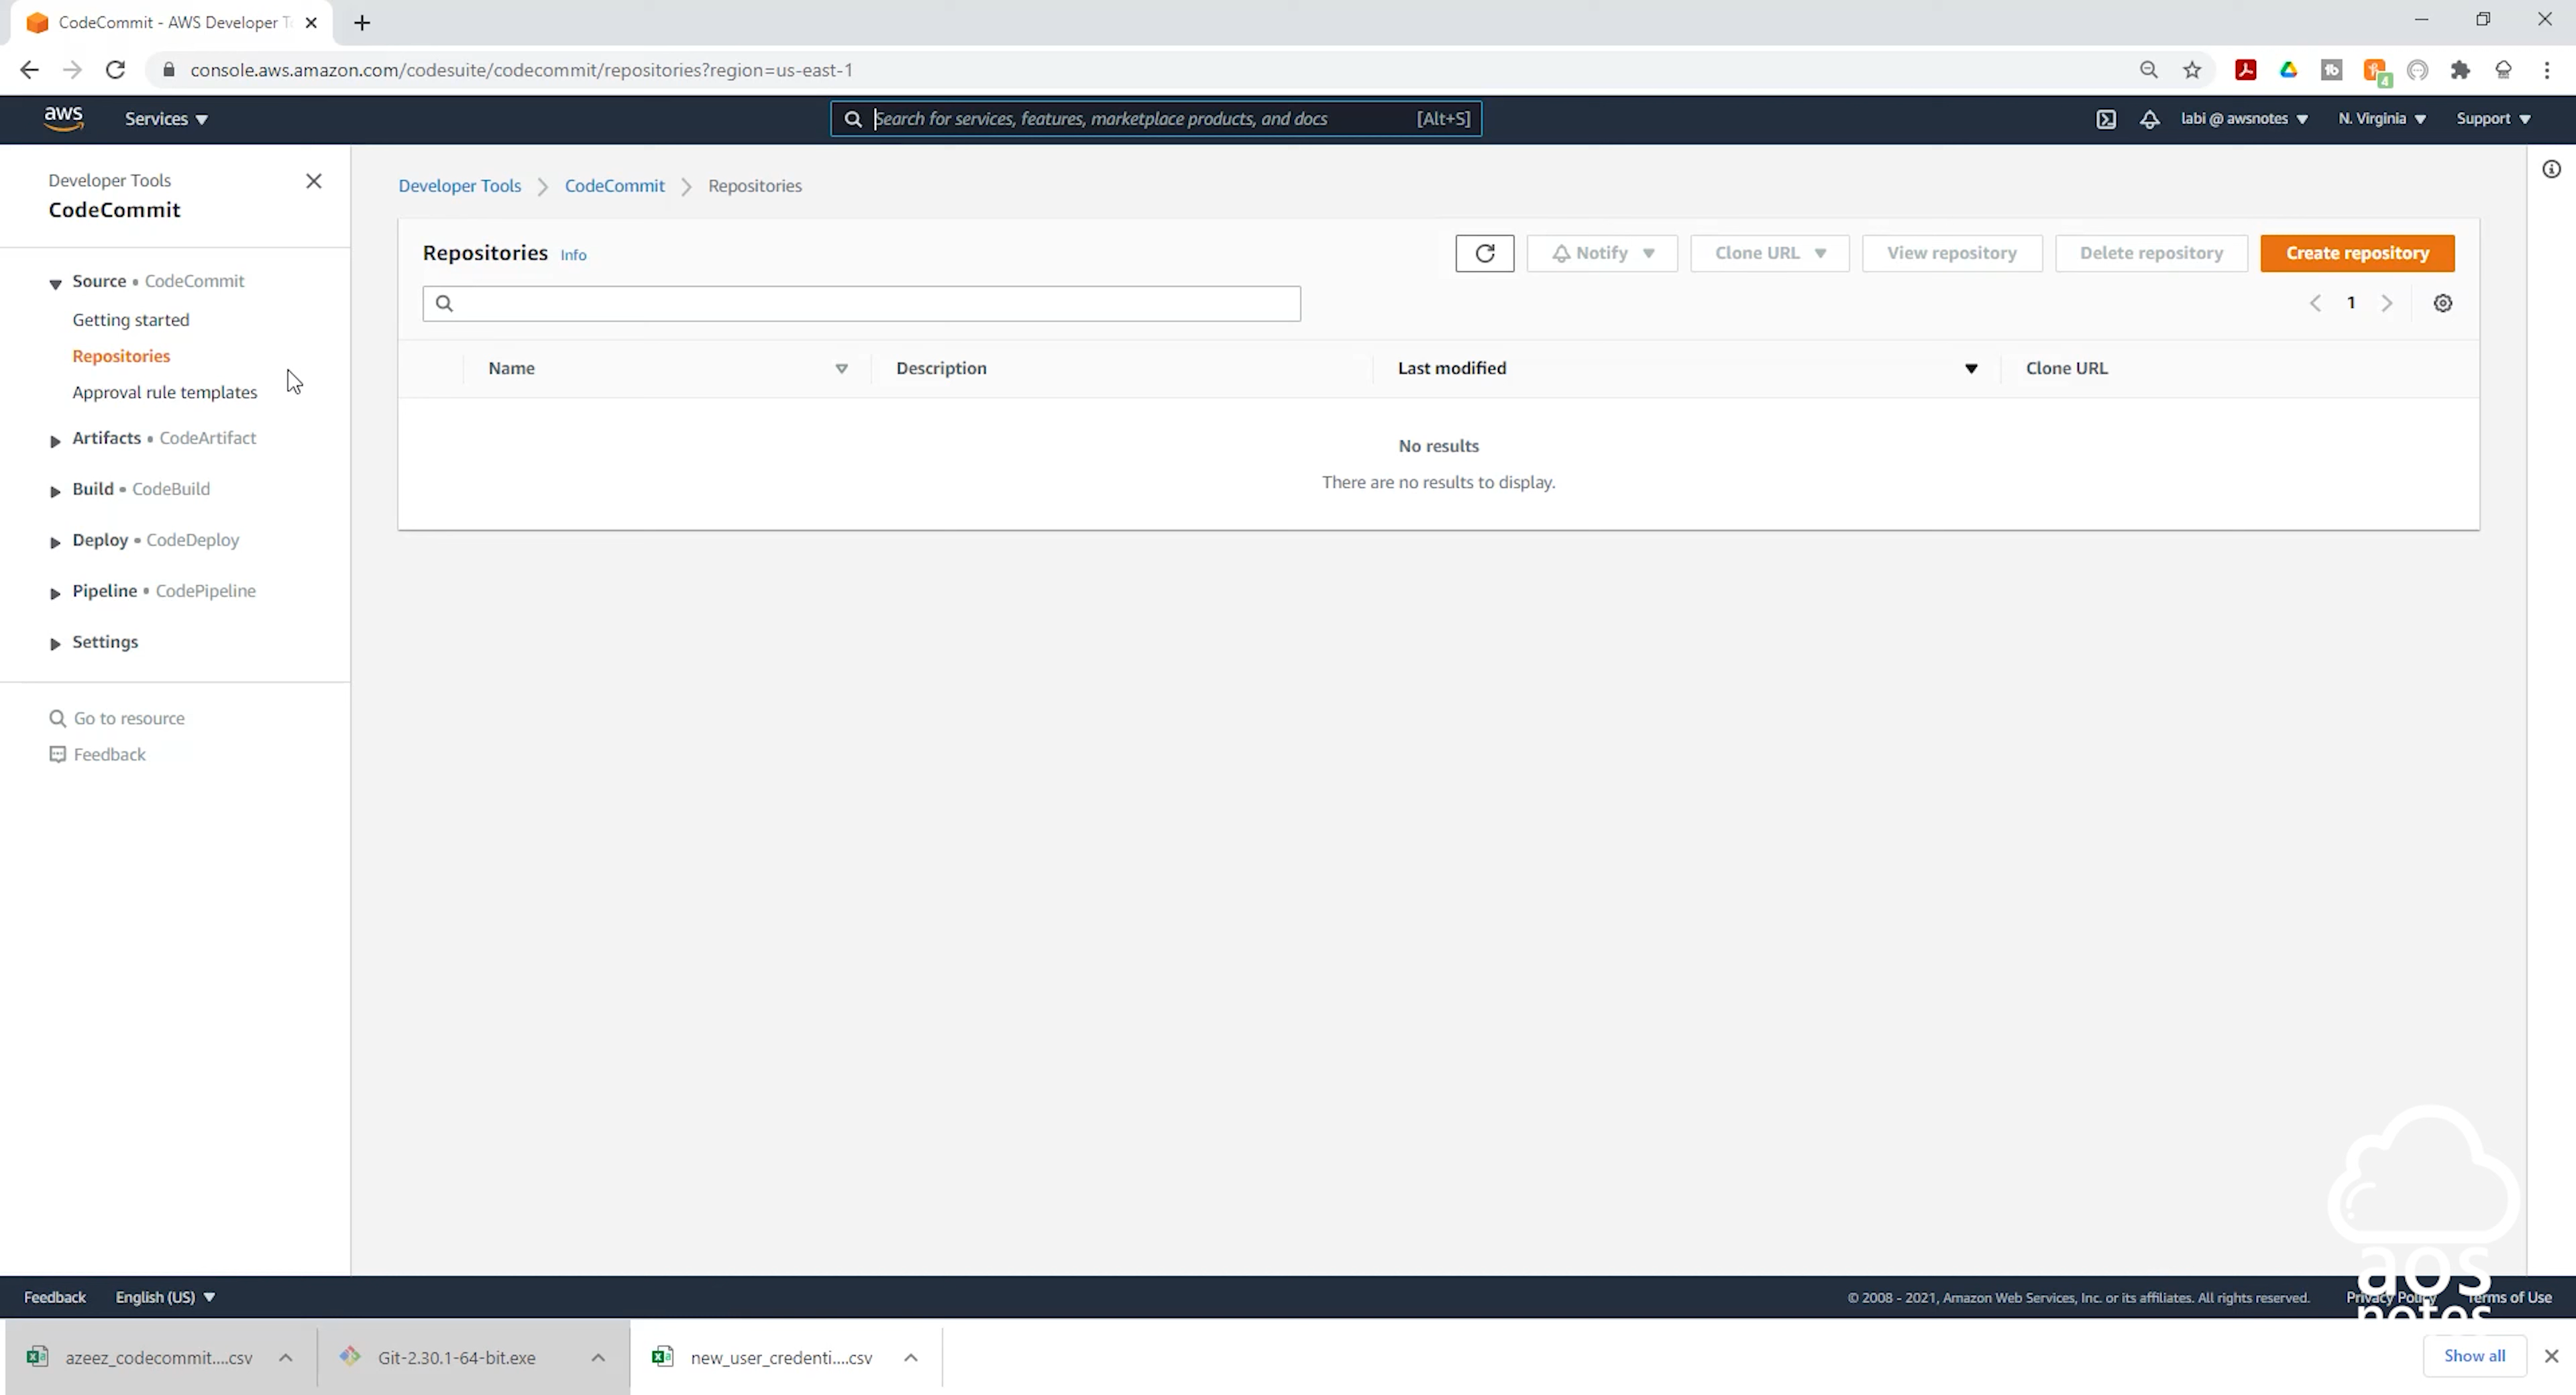 CodeCommit - AWS Developer T
console.aws.amazon.com/codesuite/codecommit/repositories?region=us-east-1
4
aws
Services
Search for services, features, marketplace products, and docs [Alt+S]
labi @ awsnotes
N. Virginia
Support
Developer Tools
CodeCommit
Source • CodeCommit
Getting started
Repositories
Approval rule templates
Artifacts • CodeArtifact
Build • CodeBuild
Deploy • CodeDeploy
Pipeline • CodePipeline
Settings
Go to resource
Feedback
Developer Tools
CodeCommit
Repositories
Repositories Info
Notify
Clone URL
View repository
Delete repository
Create repository
1
Name
Description
Last modified
Clone URL
No results
There are no results to display.
aos
notes
Feedback
English (US)
© 2008 - 2021, Amazon Web Services, Inc. or its affiliates. All rights reserved.
Privacy Policy
Terms of Use
azeez_codecommit....csv
Git-2.30.1-64-bit.exe
new_user_credenti....csv
Show all